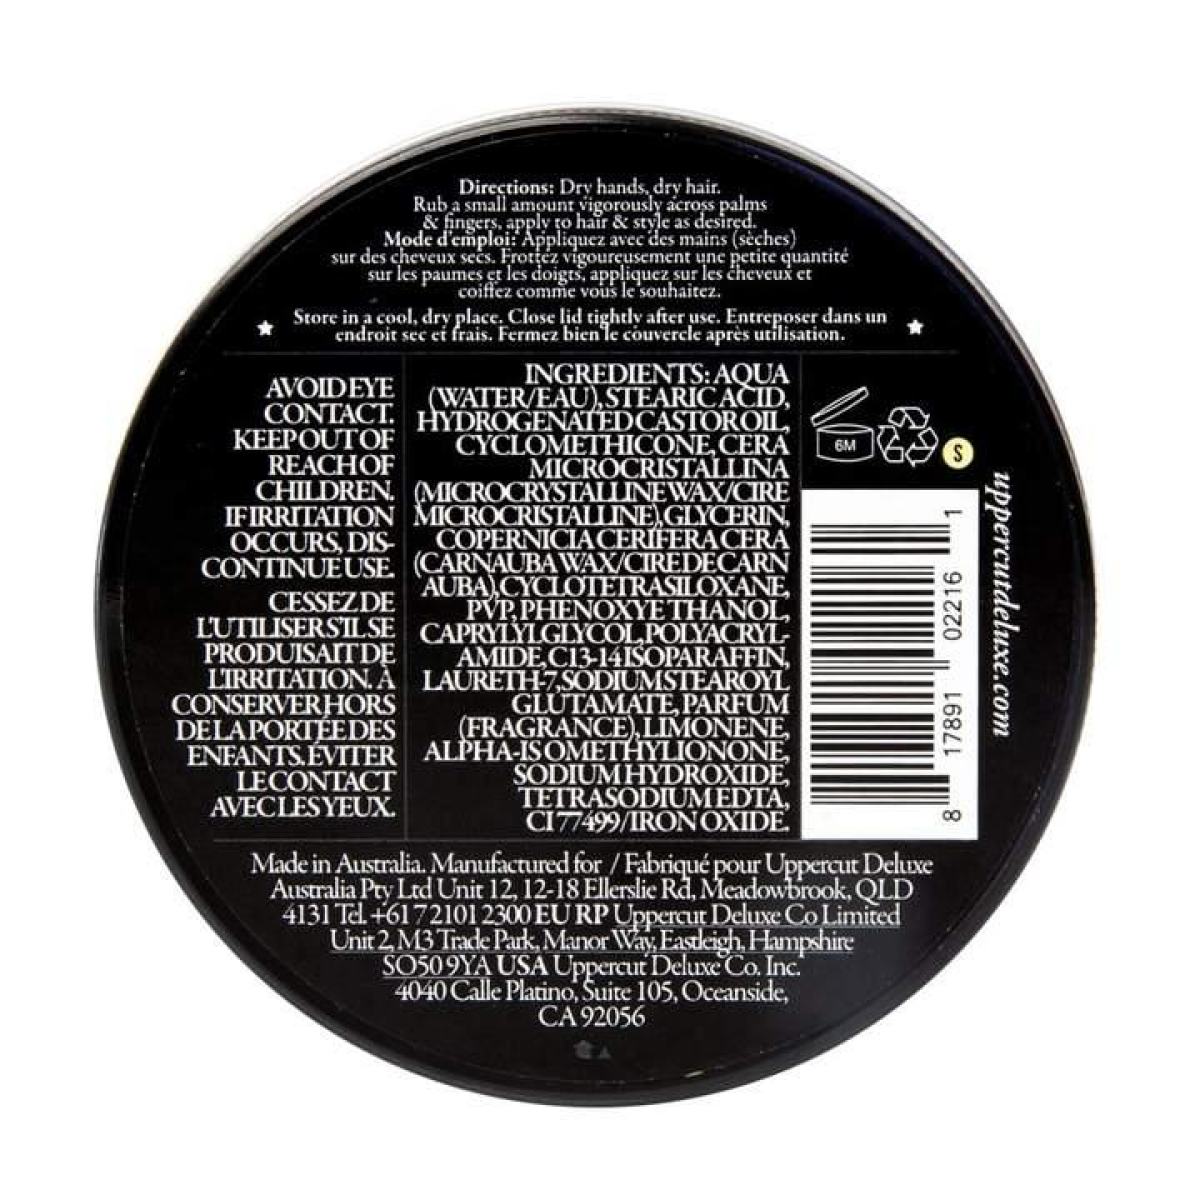 Directions: Dry hands, dry hair.
Rub a small amount vigorously across palms
& fingers, apply to hair & style as desired.
Mode d'emploi: Appliquez avec des mains (sèches)
sur des cheveux secs. Frottez vigoureusement une petite quantité
sur les paumes et les doigts, appliquez sur les cheveux et
coiffez comme vous le souhaitez.
Store in a cool, dry place. Close lid tightly after use. Entreposer dans un
endroit sec et frais. Fermez bien le couvercle après utilisation.
AVOID EYE
CONTACT.
KEEP OUT OF
REACH OF
CHILDREN.
IF IRRITATION
OCCURS, DIS-
CONTINUE USE.
CESSEZ DE
L'UTILISER S'IL SE
PRODUISAIT DE
L'IRRITATION. À
CONSERVER HORS
DE LA PORTÉE DES
ENFANTS. ÉVITER
LE CONTACT
AVEC LES YEUX.
INGREDIENTS: AQUA
(WATER/EAU), STEARIC ACID,
HYDROGENATED CASTOR OIL,
CYCLOMETHICONE, CERA
MICROCRISTALLINA
(MICROCRYSTALLINE WAX/CIRE
MICROCRISTALLINE), GLYCERIN,
COPERNICIA CERIFERA CERA
(CARNAUBA WAX/CIRE DE CARN
AUBA), CYCLOTETRASILOXANE,
PVP, PHENOXYETHANOL,
CAPRYLYL GLYCOL, POLYACRYL-
AMIDE, C13-14 ISOPARAFFIN,
LAURETH-7, SODIUM STEAROYL
GLUTAMATE, PARFUM
(FRAGRANCE), LIMONENE,
ALPHA-ISOMETHYL IONONE,
SODIUM HYDROXIDE,
TETRASODIUM EDTA,
CI 77499/IRON OXIDE.
6M
S
8 17891 02216 1
uppercutdeluxe.com
Made in Australia. Manufactured for / Fabriqué pour Uppercut Deluxe
Australia Pty Ltd Unit 12, 12-18 Ellerslie Rd, Meadowbrook, QLD
4131 Tel. +61 7 2101 2300 EU RP Uppercut Deluxe Co Limited
Unit 2, M3 Trade Park, Manor Way, Eastleigh, Hampshire
SO50 9YA USA Uppercut Deluxe Co. Inc.
4040 Calle Platino, Suite 105, Oceanside,
CA 92056